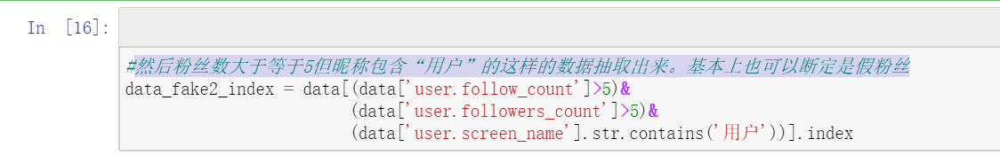 In [16]:
#然后粉丝数大于等于5但昵称包含“用户”的这样的数据抽取出来。基本上也可以断定是假粉丝
data_fake2_index = data[(data['user.follow_count']>5)&
(data['user.followers_count']>5)&
(data['user.screen_name'].str.contains('用户'))].index